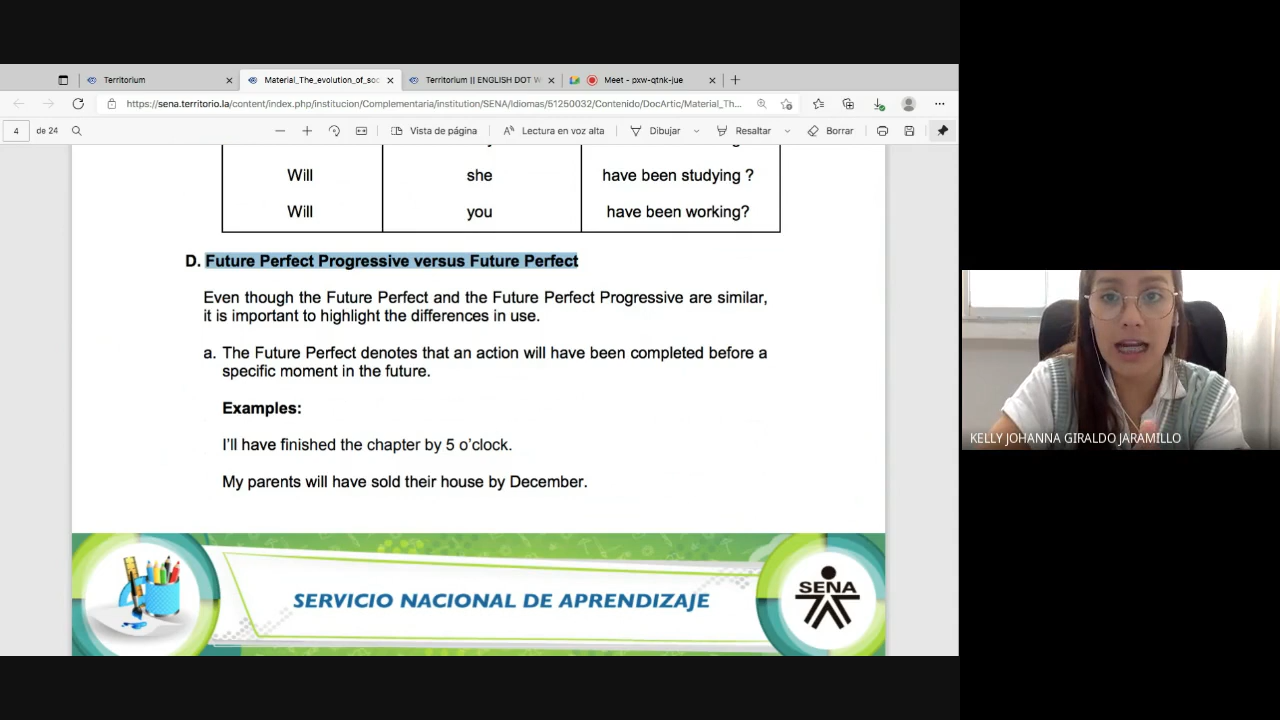 Territorium
Material_The_evolution_of_soc
Territorium || ENGLISH DOT W
Meet - pxw-qtnk-jue
https://sena.territorio.la/content/index.php/institucion/Complementaria/institution/SENA/Idiomas/51250032/Contenido/DocArtic/Material_Th...
4 de 24
Vista de página
Lectura en voz alta
Dibujar
Resaltar
Borrar
Will she have been studying ?
Will you have been working?
D. Future Perfect Progressive versus Future Perfect
Even though the Future Perfect and the Future Perfect Progressive are similar,
it is important to highlight the differences in use.
a. The Future Perfect denotes that an action will have been completed before a
specific moment in the future.
Examples:
I'll have finished the chapter by 5 o'clock.
My parents will have sold their house by December.
SERVICIO NACIONAL DE APRENDIZAJE
SENA
KELLY JOHANNA GIRALDO JARAMILLO